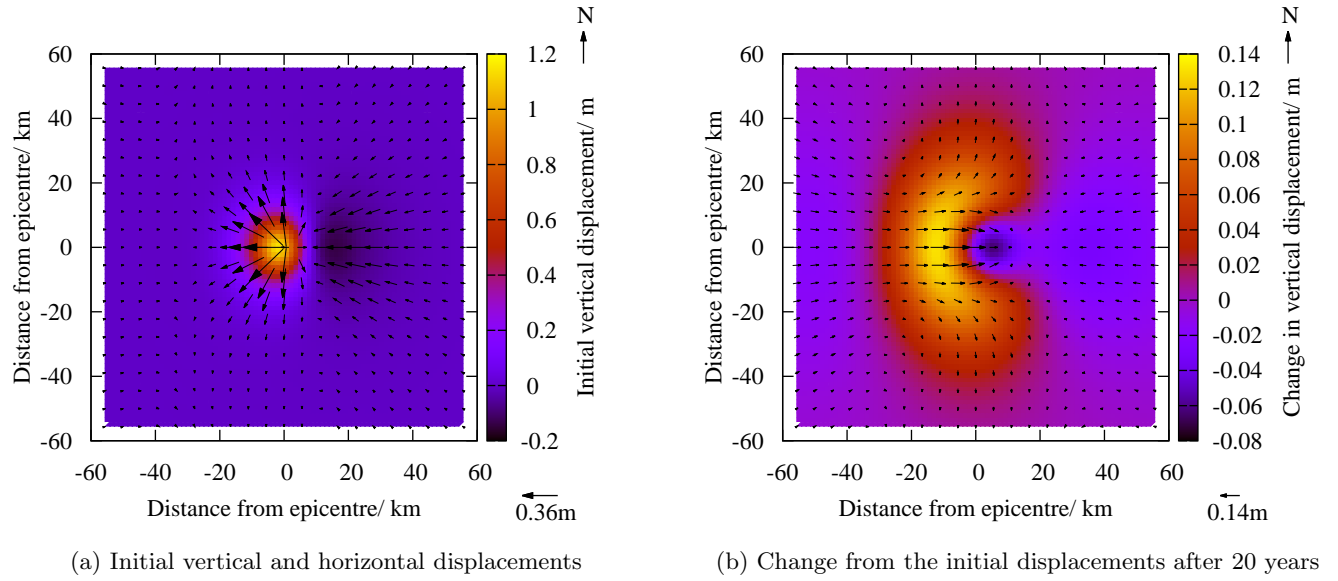 N
60
40
20
0
-20
-40
-60
-60 -40 -20 0 20 40 60
Distance from epicentre/ km
Distance from epicentre/ km
1.2
1
0.8
0.6
0.4
0.2
0
-0.2
Initial vertical displacement/ m
0.36m
(a) Initial vertical and horizontal displacements
N
60
40
20
0
-20
-40
-60
-60 -40 -20 0 20 40 60
Distance from epicentre/ km
Distance from epicentre/ km
0.14
0.12
0.1
0.08
0.06
0.04
0.02
0
-0.02
-0.04
-0.06
-0.08
Change in vertical displacement/ m
0.14m
(b) Change from the initial displacements after 20 years